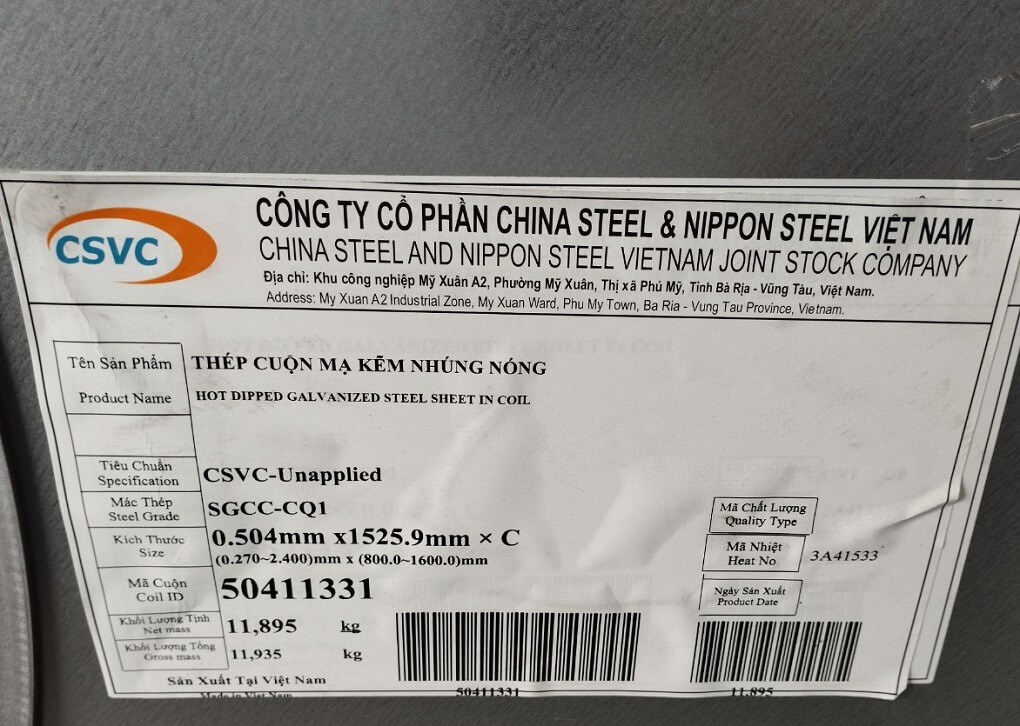 CSVC
CÔNG TY CỔ PHẦN CHINA STEEL & NIPPON STEEL VIỆT NAM
CHINA STEEL AND NIPPON STEEL VIETNAM JOINT STOCK COMPANY
Địa chỉ: Khu công nghiệp Mỹ Xuân A2, Phường Mỹ Xuân, Thị xã Phú Mỹ, Tỉnh Bà Rịa - Vũng Tàu, Việt Nam.
Address: My Xuan A2 Industrial Zone, My Xuan Ward, Phu My Town, Ba Ria - Vung Tau Province, Vietnam.
Tên Sản Phẩm THÉP CUỘN MẠ KẼM NHÚNG NÓNG
Product Name HOT DIPPED GALVANIZED STEEL SHEET IN COIL
Tiêu Chuẩn
Specification CSVC-Unapplied
Mác Thép
Steel Grade SGCC-CQ1
Mã Chất Lượng
Quality Type
Kích Thước
Size 0.504mm x1525.9mm × C
(0.270~2.400)mm x (800.0~1600.0)mm
Mã Nhiệt
Heat No 3A41533
Mã Cuộn
Coil ID 50411331
Ngày Sản Xuất
Product Date
Khối Lượng Tịnh
Net mass 11,895 kg
Khối Lượng Tổng
Gross mass 11,935 kg
Sản Xuất Tại Việt Nam
Made in Viet Nam
50411331
11,895